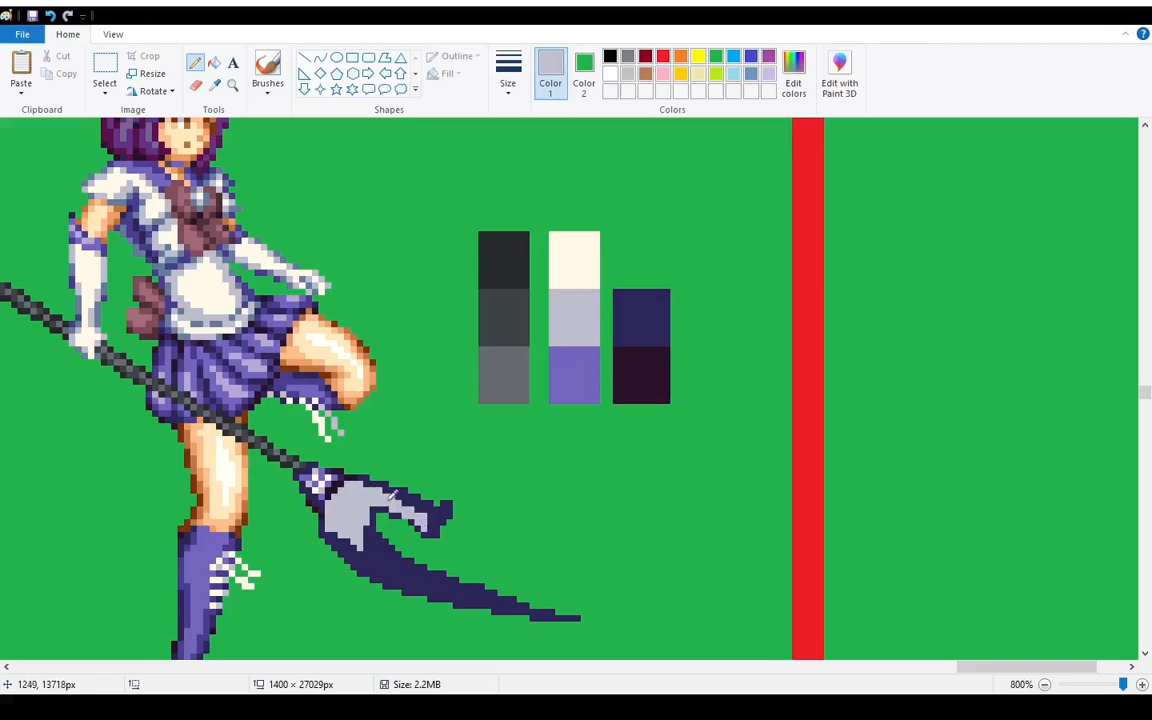 File
Home
View
Paste
Cut
Copy
Clipboard
Select
Crop
Resize
Rotate
Image
Tools
Brushes
Shapes
Outline
Fill
Size
Color 1
Color 2
Edit colors
Edit with Paint 3D
Colors
1249, 13718px
1400 × 27029px
Size: 2.2MB
800%